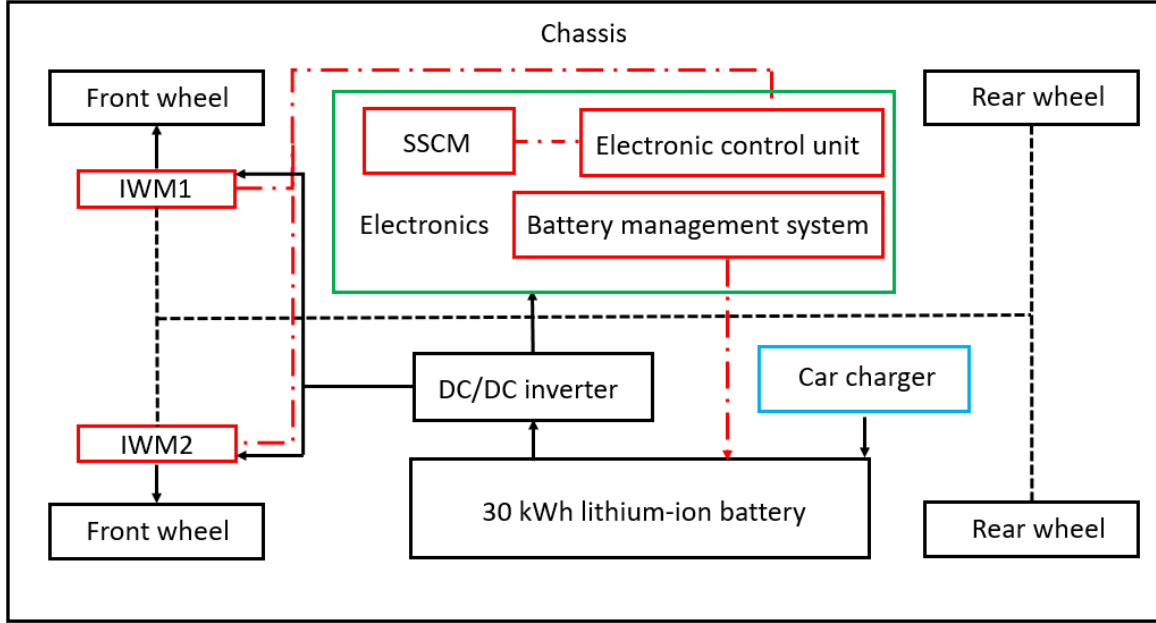 Chassis
Front wheel
Rear wheel
SSCM
Electronic control unit
IWM1
Electronics
Battery management system
DC/DC inverter
Car charger
IWM2
30 kWh lithium-ion battery
Front wheel
Rear wheel